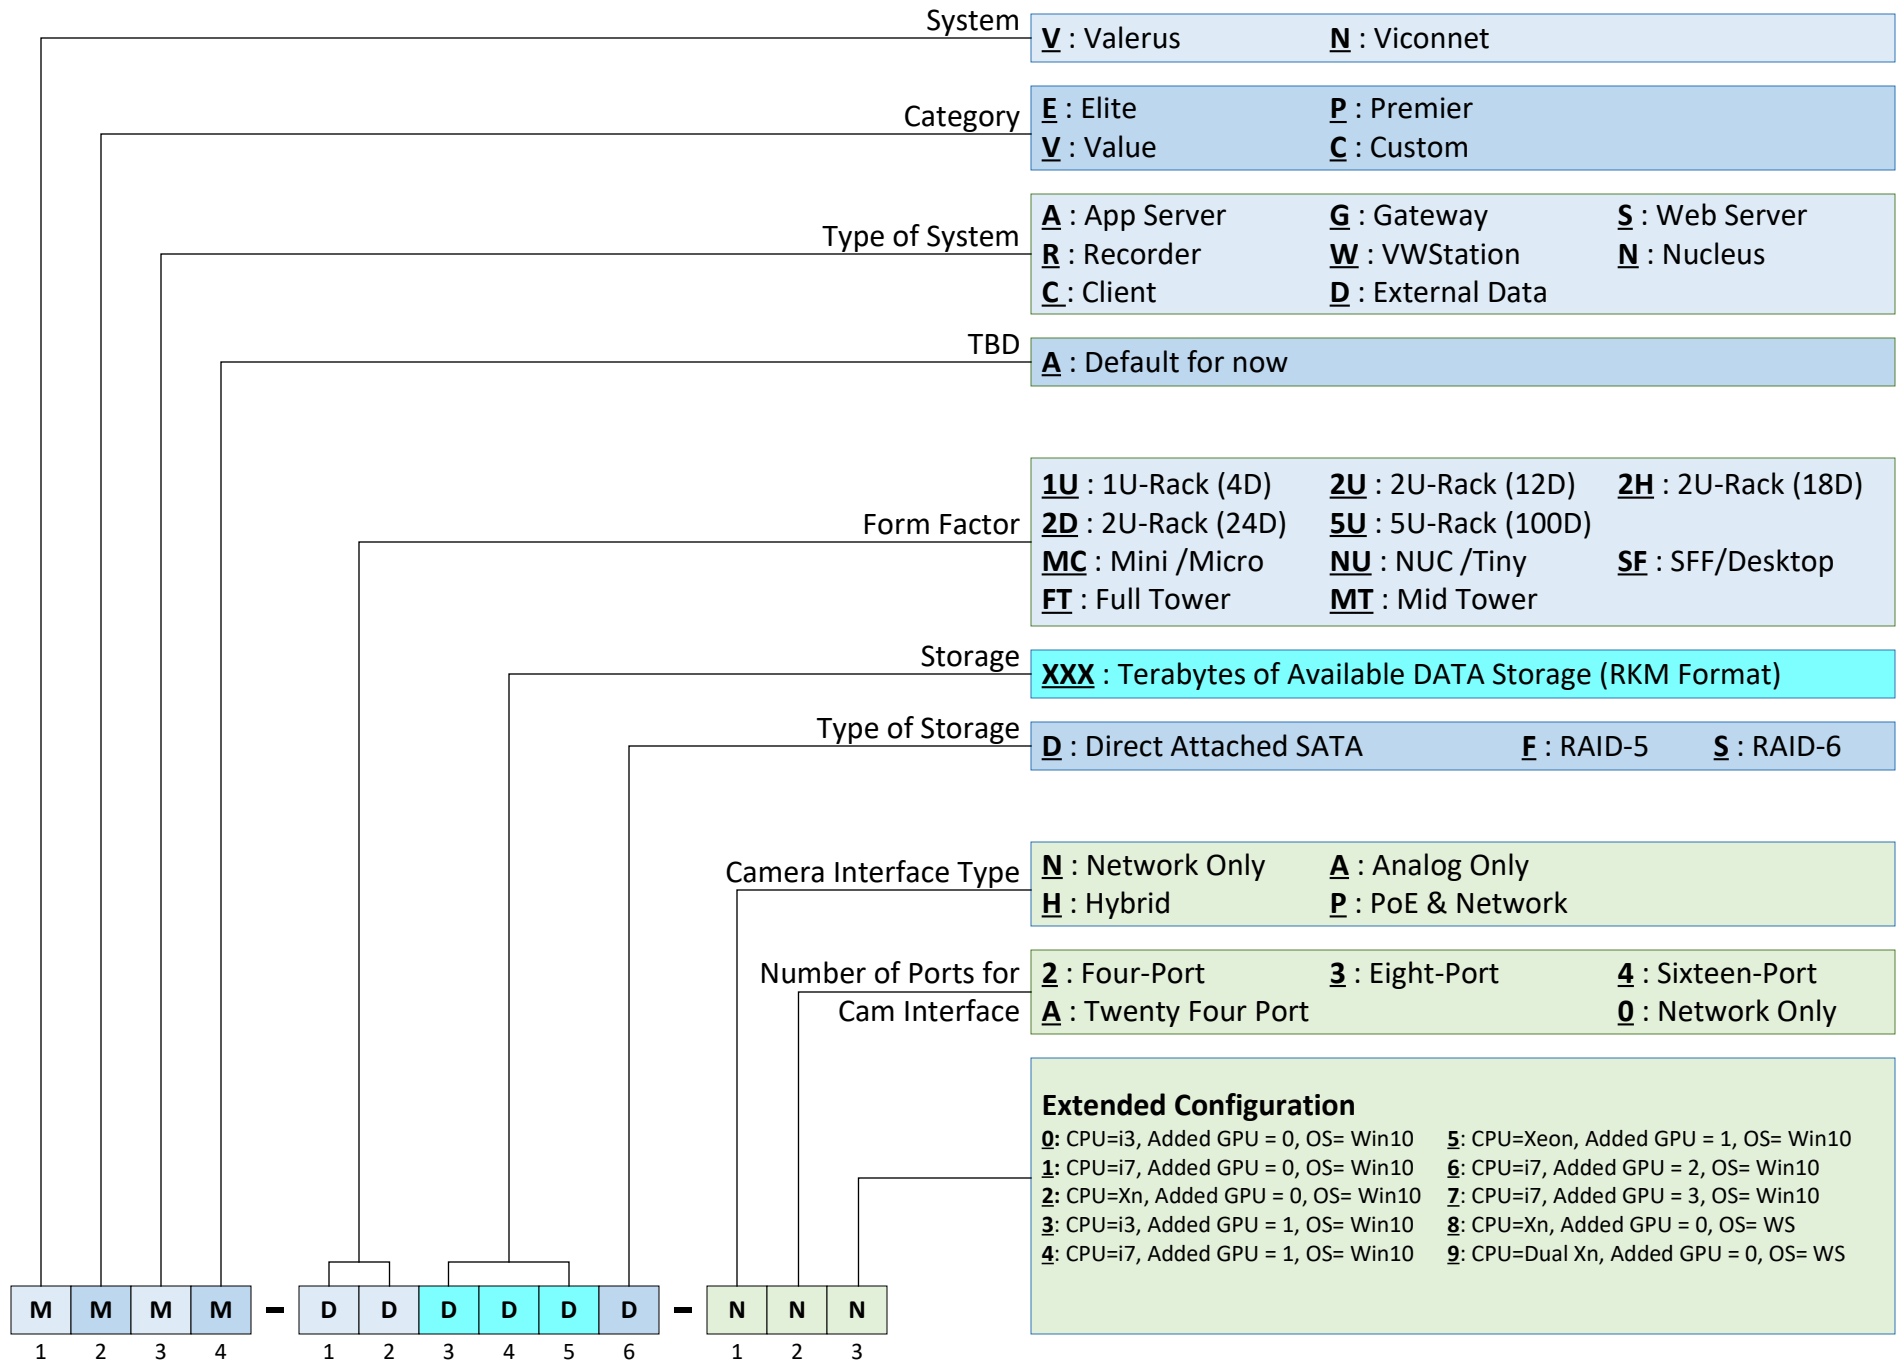 System
V : Valerus N : Viconnet
Category
E : Elite P : Premier
V : Value C : Custom
Type of System
A : App Server G : Gateway S : Web Server
R : Recorder W : VWStation N : Nucleus
C : Client D : External Data
TBD
A : Default for now
Form Factor
1U : 1U-Rack (4D) 2U : 2U-Rack (12D) 2H : 2U-Rack (18D)
2D : 2U-Rack (24D) 5U : 5U-Rack (100D)
MC : Mini /Micro NU : NUC /Tiny SF : SFF/Desktop
FT : Full Tower MT : Mid Tower
Storage
XXX : Terabytes of Available DATA Storage (RKM Format)
Type of Storage
D : Direct Attached SATA F : RAID-5 S : RAID-6
Camera Interface Type
N : Network Only A : Analog Only
H : Hybrid P : PoE & Network
Number of Ports for
Cam Interface
2 : Four-Port 3 : Eight-Port 4 : Sixteen-Port
A : Twenty Four Port 0 : Network Only
Extended Configuration
0: CPU=i3, Added GPU = 0, OS= Win10 5: CPU=Xeon, Added GPU = 1, OS= Win10
1: CPU=i7, Added GPU = 0, OS= Win10 6: CPU=i7, Added GPU = 2, OS= Win10
2: CPU=Xn, Added GPU = 0, OS= Win10 7: CPU=i7, Added GPU = 3, OS= Win10
3: CPU=i3, Added GPU = 1, OS= Win10 8: CPU=Xn, Added GPU = 0, OS= WS
4: CPU=i7, Added GPU = 1, OS= Win10 9: CPU=Dual Xn, Added GPU = 0, OS= WS
M M M M - D D D D D D - N N N
1 2 3 4 1 2 3 4 5 6 1 2 3